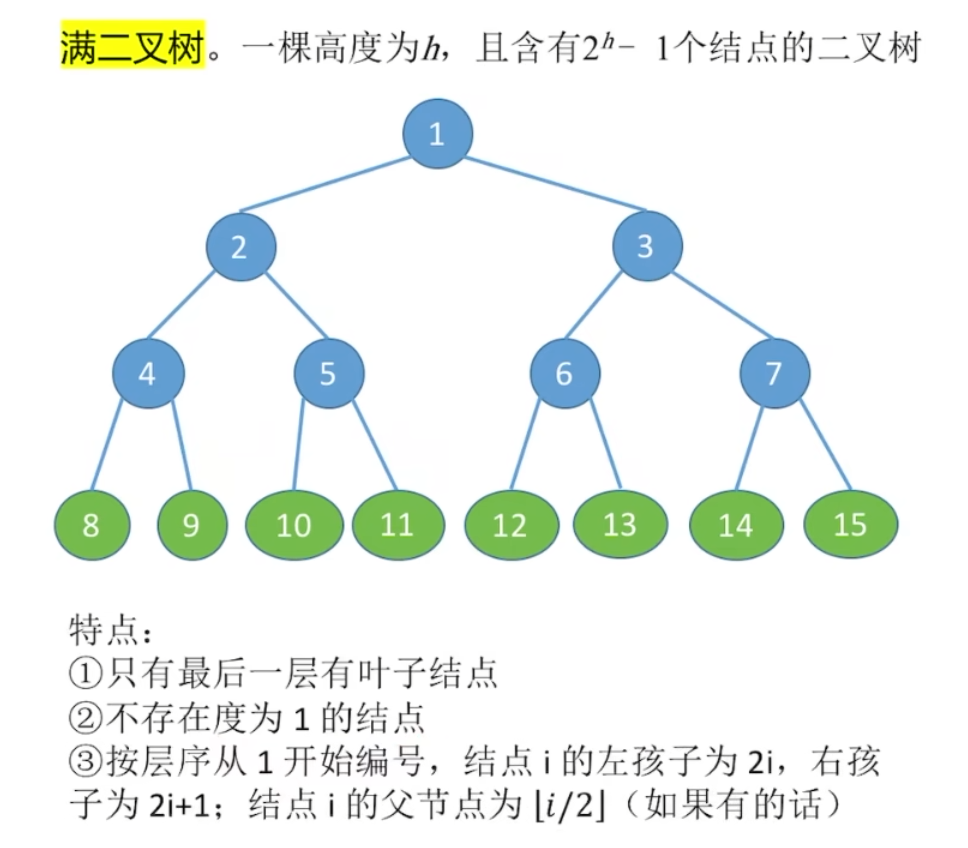 满二叉树。一棵高度为h，且含有2ʰ− 1个结点的二叉树
1
2
3
4
5
6
7
8
9
10
11
12
13
14
15
特点：
①只有最后一层有叶子结点
②不存在度为 1 的结点
③按层序从 1 开始编号，结点 i 的左孩子为 2i，右孩
子为 2i+1；结点 i 的父节点为 ⌊i/2⌋（如果有的话）